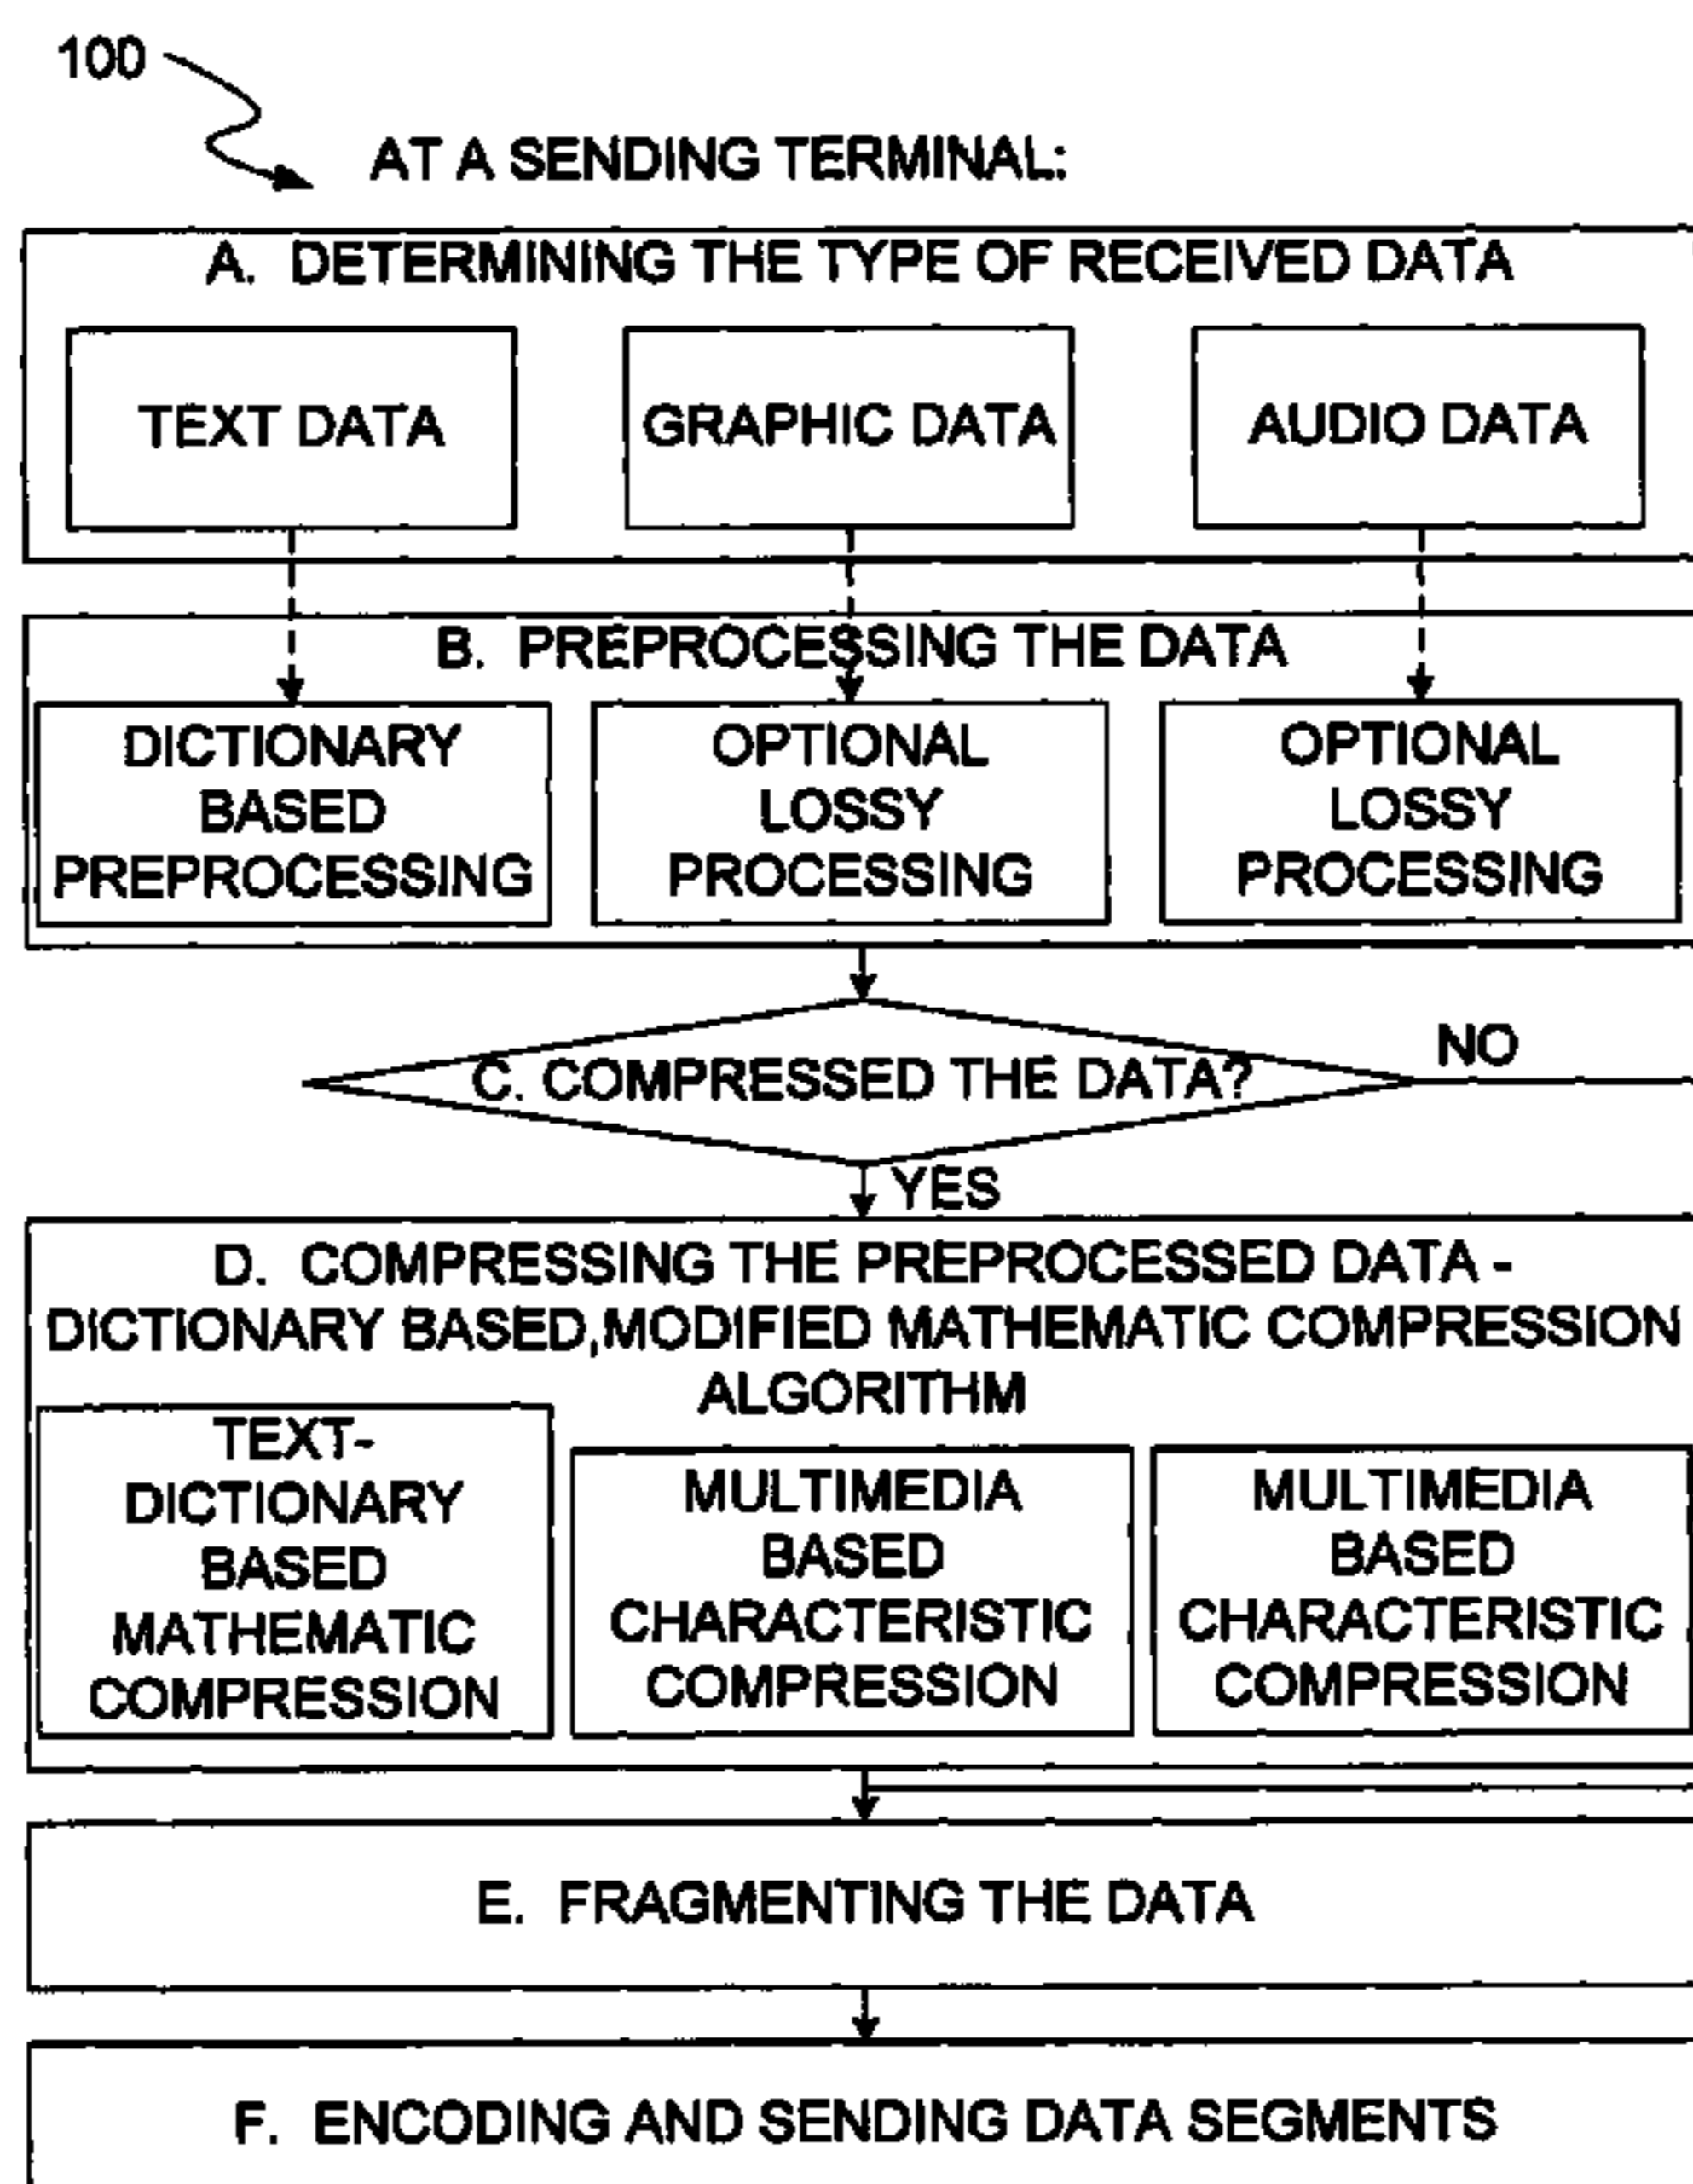 100
AT A SENDING TERMINAL:
A. DETERMINING THE TYPE OF RECEIVED DATA
TEXT DATA
GRAPHIC DATA
AUDIO DATA
B. PREPROCESSING THE DATA
DICTIONARY
BASED
PREPROCESSING
OPTIONAL
LOSSY
PROCESSING
OPTIONAL
LOSSY
PROCESSING
C. COMPRESSED THE DATA?
NO
YES
D. COMPRESSING THE PREPROCESSED DATA -
DICTIONARY BASED,MODIFIED MATHEMATIC COMPRESSION
ALGORITHM
TEXT-
DICTIONARY
BASED
MATHEMATIC
COMPRESSION
MULTIMEDIA
BASED
CHARACTERISTIC
COMPRESSION
MULTIMEDIA
BASED
CHARACTERISTIC
COMPRESSION
E. FRAGMENTING THE DATA
F. ENCODING AND SENDING DATA SEGMENTS